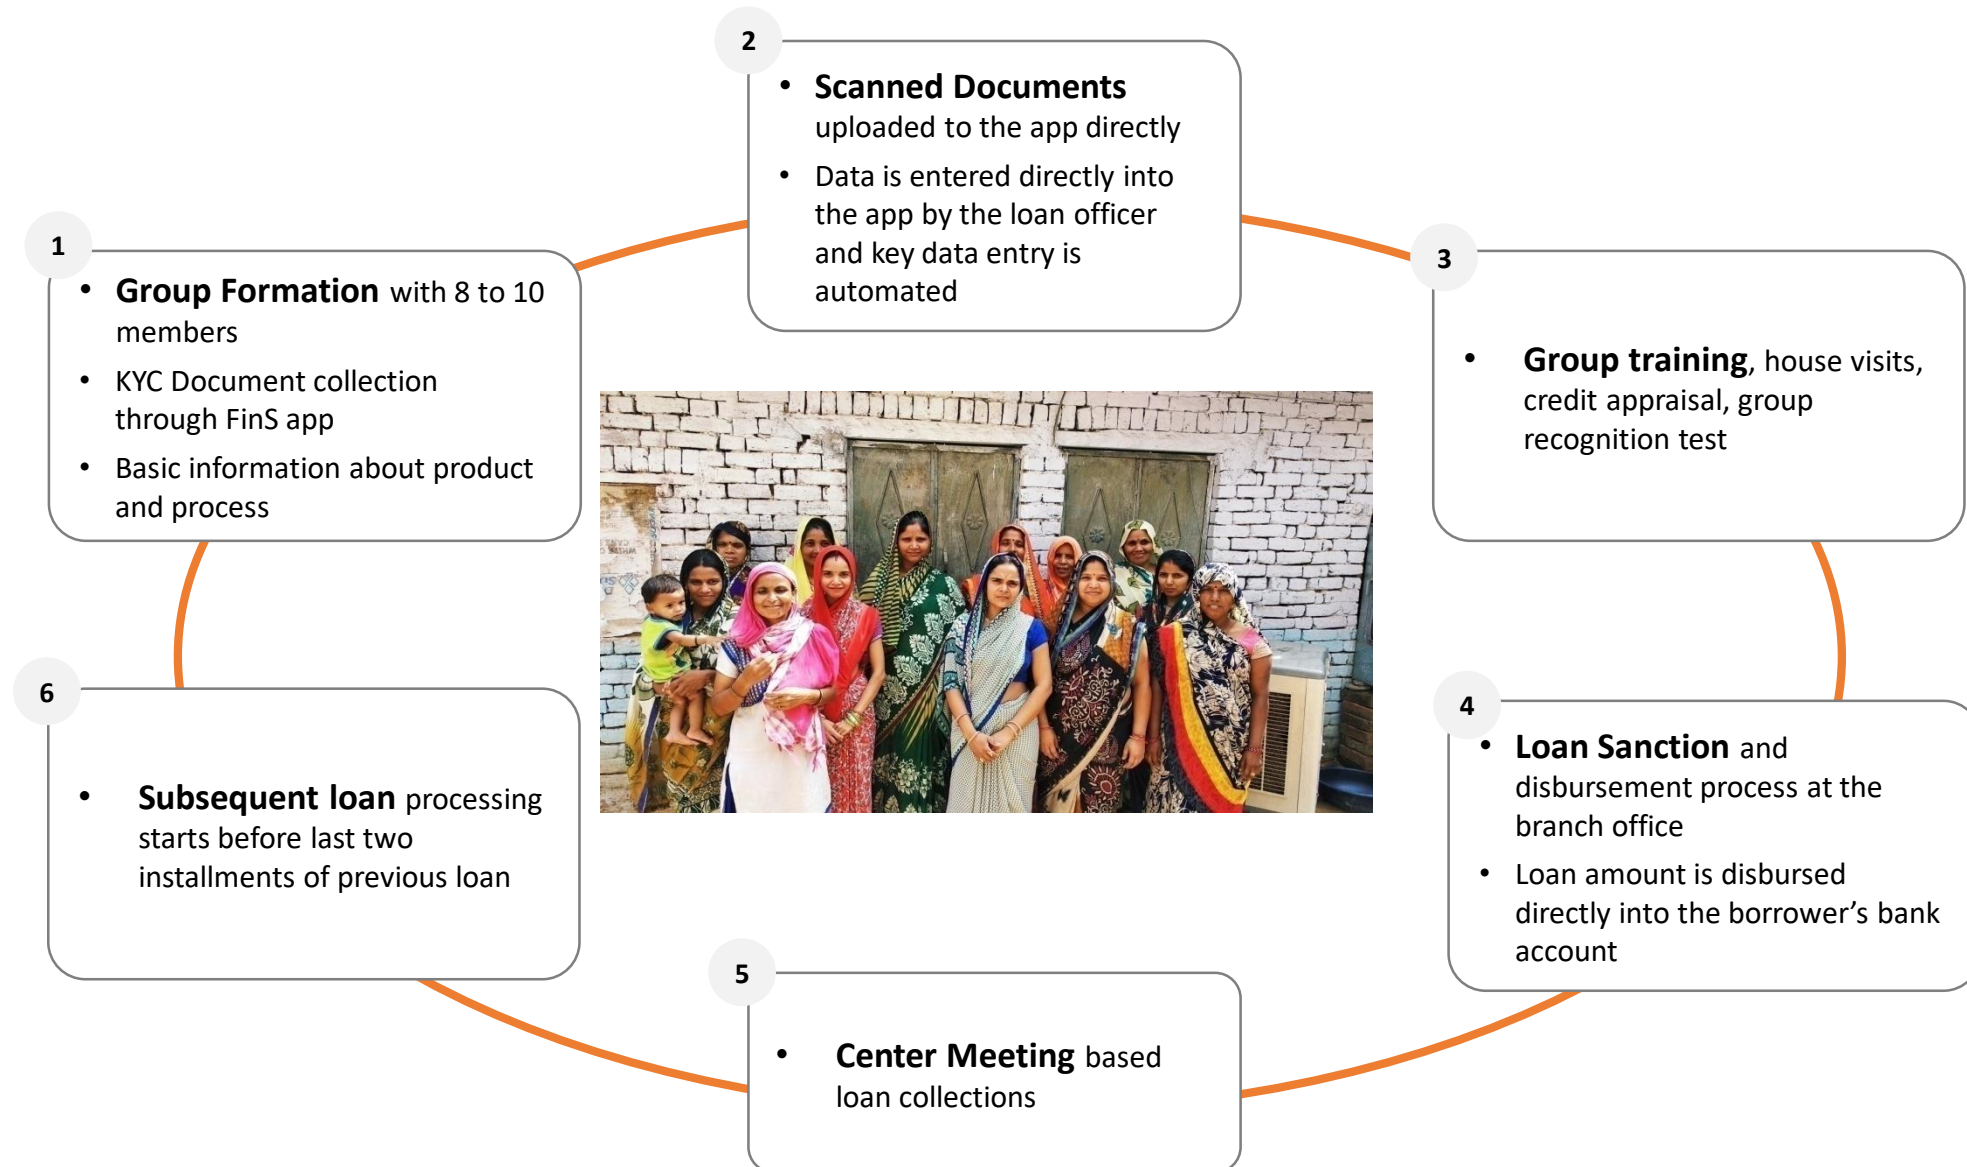 1
• Group Formation with 8 to 10
members
• KYC Document collection
through FinS app
• Basic information about product
and process
2
• Scanned Documents
uploaded to the app directly
• Data is entered directly into
the app by the loan officer
and key data entry is
automated
3
• Group training, house visits,
credit appraisal, group
recognition test
4
• Loan Sanction and
disbursement process at the
branch office
• Loan amount is disbursed
directly into the borrower’s bank
account
5
• Center Meeting based
loan collections
6
• Subsequent loan processing
starts before last two
installments of previous loan